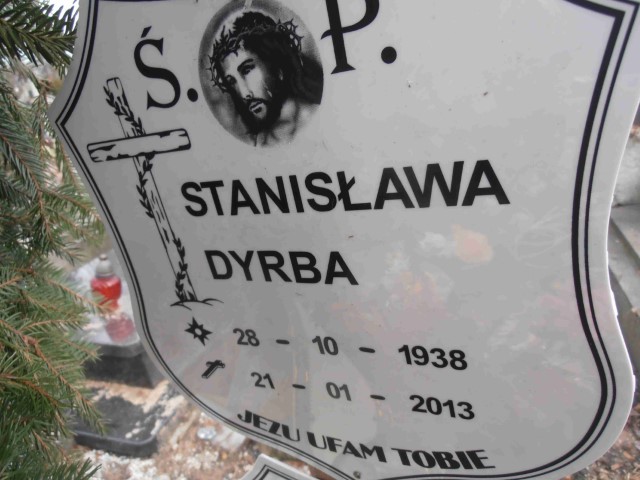 Ś. P.
STANISŁAWA
DYRBA
28 - 10 - 1938
21 - 01 - 2013
JEZU UFAM TOBIE